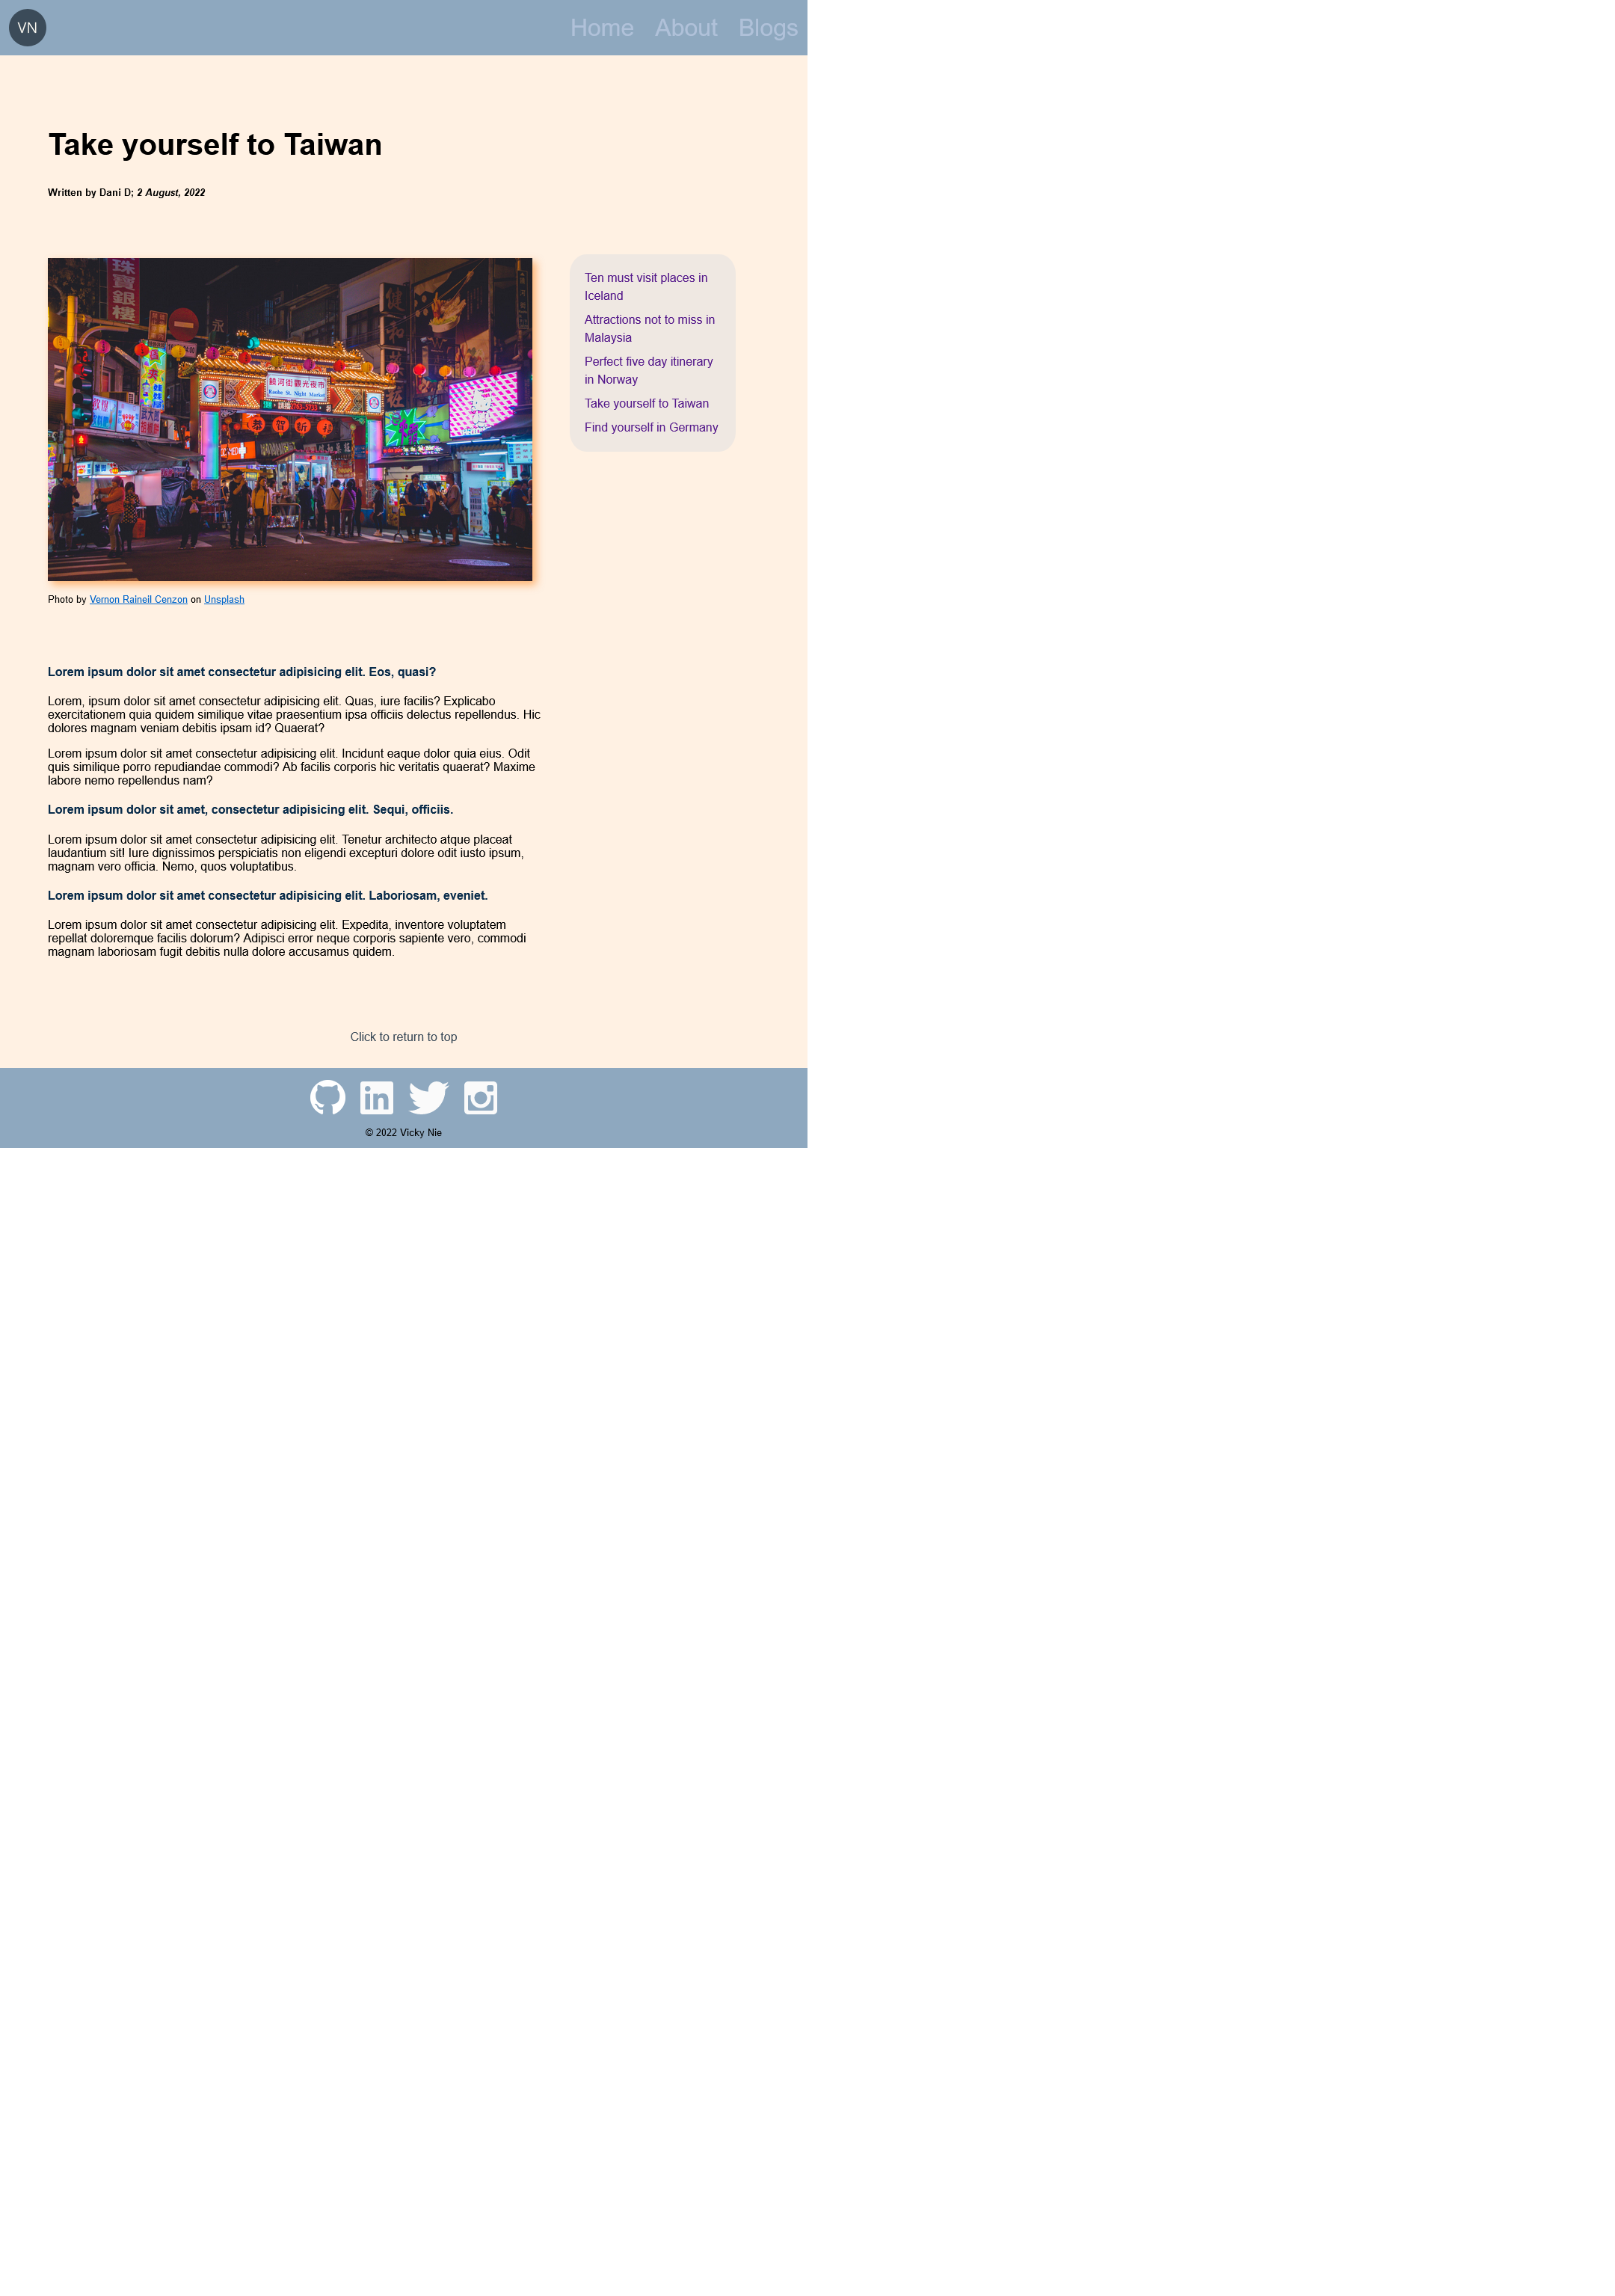 VN
Home About Blogs
Take yourself to Taiwan
Written by Dani D; 2 August, 2022
珠寶銀樓
饒河街觀光夜市
Raohe St. Night Market
恭賀新禧
Ten must visit places in
Iceland
Attractions not to miss in
Malaysia
Perfect five day itinerary
in Norway
Take yourself to Taiwan
Find yourself in Germany
Photo by Vernon Raineil Cenzon on Unsplash
Lorem ipsum dolor sit amet consectetur adipisicing elit. Eos, quasi?
Lorem, ipsum dolor sit amet consectetur adipisicing elit. Quas, iure facilis? Explicabo
exercitationem quia quidem similique vitae praesentium ipsa officiis delectus repellendus. Hic
dolores magnam veniam debitis ipsam id? Quaerat?
Lorem ipsum dolor sit amet consectetur adipisicing elit. Incidunt eaque dolor quia eius. Odit
quis similique porro repudiandae commodi? Ab facilis corporis hic veritatis quaerat? Maxime
labore nemo repellendus nam?
Lorem ipsum dolor sit amet, consectetur adipisicing elit. Sequi, officiis.
Lorem ipsum dolor sit amet consectetur adipisicing elit. Tenetur architecto atque placeat
laudantium sit! Iure dignissimos perspiciatis non eligendi excepturi dolore odit iusto ipsum,
magnam vero officia. Nemo, quos voluptatibus.
Lorem ipsum dolor sit amet consectetur adipisicing elit. Laboriosam, eveniet.
Lorem ipsum dolor sit amet consectetur adipisicing elit. Expedita, inventore voluptatem
repellat doloremque facilis dolorum? Adipisci error neque corporis sapiente vero, commodi
magnam laboriosam fugit debitis nulla dolore accusamus quidem.
Click to return to top
© 2022 Vicky Nie